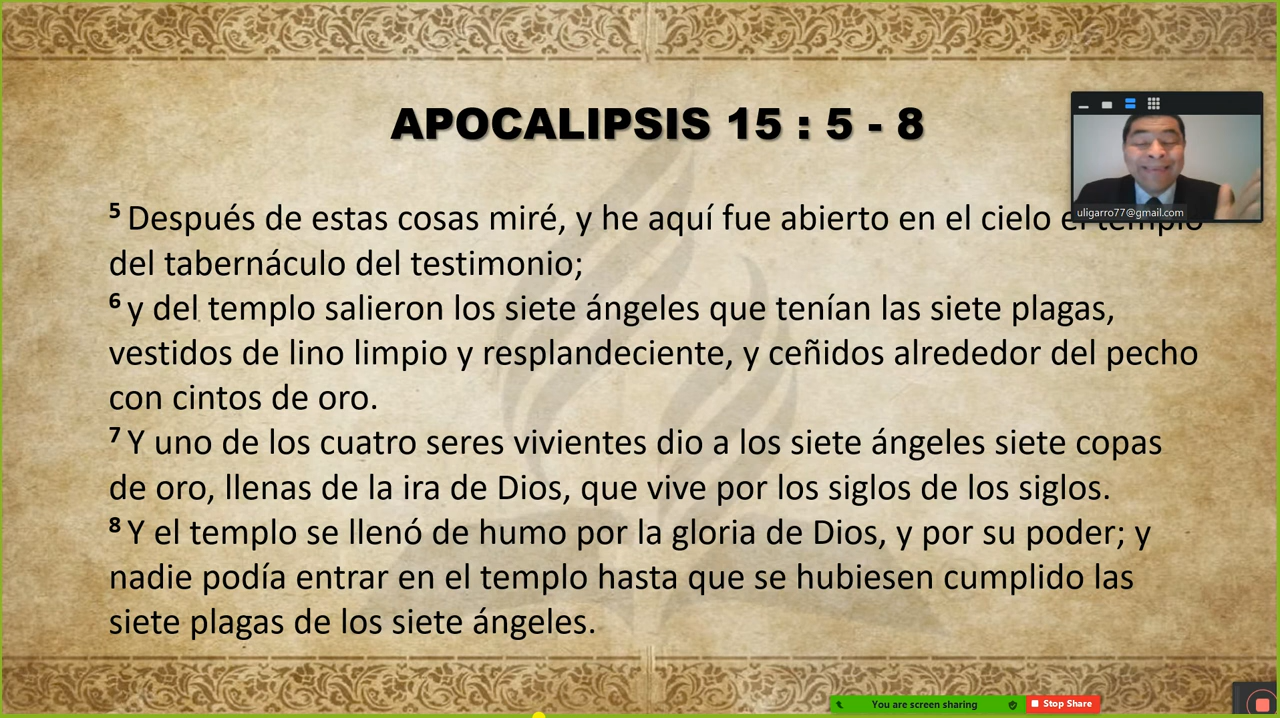 APOCALIPSIS 15 : 5 - 8
uligarro77@gmail.com
5 Después de estas cosas miré, y he aquí fue abierto en el cielo el templo
del tabernáculo del testimonio;
6 y del templo salieron los siete ángeles que tenían las siete plagas,
vestidos de lino limpio y resplandeciente, y ceñidos alrededor del pecho
con cintos de oro.
7 Y uno de los cuatro seres vivientes dio a los siete ángeles siete copas
de oro, llenas de la ira de Dios, que vive por los siglos de los siglos.
8 Y el templo se llenó de humo por la gloria de Dios, y por su poder; y
nadie podía entrar en el templo hasta que se hubiesen cumplido las
siete plagas de los siete ángeles.
You are screen sharing
Stop Share